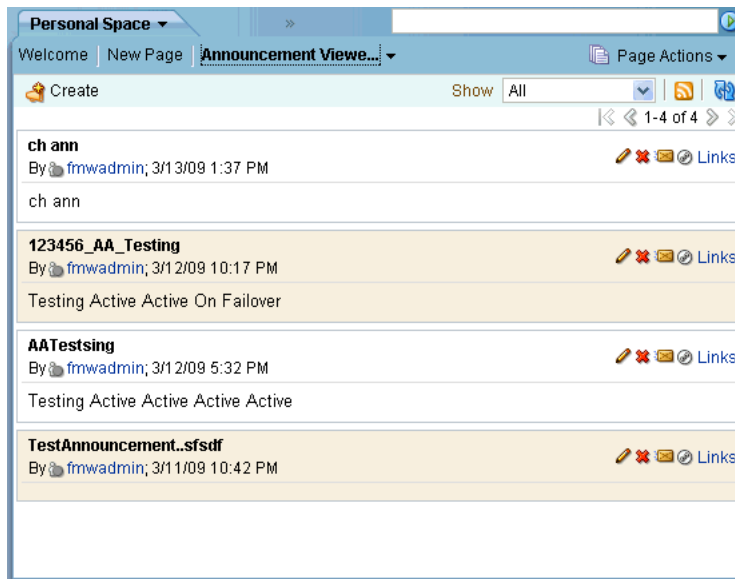 Personal Space »
Welcome New Page Announcement Viewe... Page Actions
Create Show All
1-4 of 4
ch ann
By fmwadmin; 3/13/09 1:37 PM Links
ch ann
123456_AA_Testing
By fmwadmin; 3/12/09 10:17 PM Links
Testing Active Active On Failover
AATestsing
By fmwadmin; 3/12/09 5:32 PM Links
Testing Active Active Active Active
TestAnnouncement..sfsdf
By fmwadmin; 3/11/09 10:42 PM Links